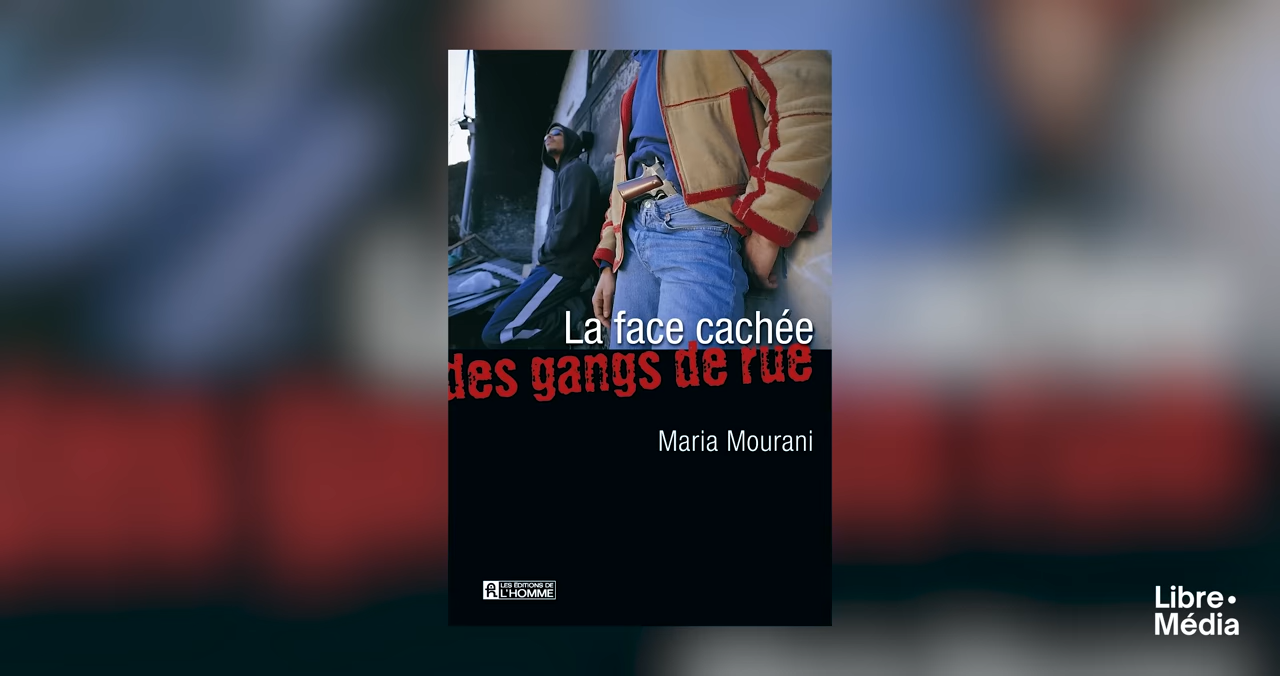 La face cachée
des gangs de rue
Maria Mourani
LES ÉDITIONS DE
L'HOMME
Libre
Média